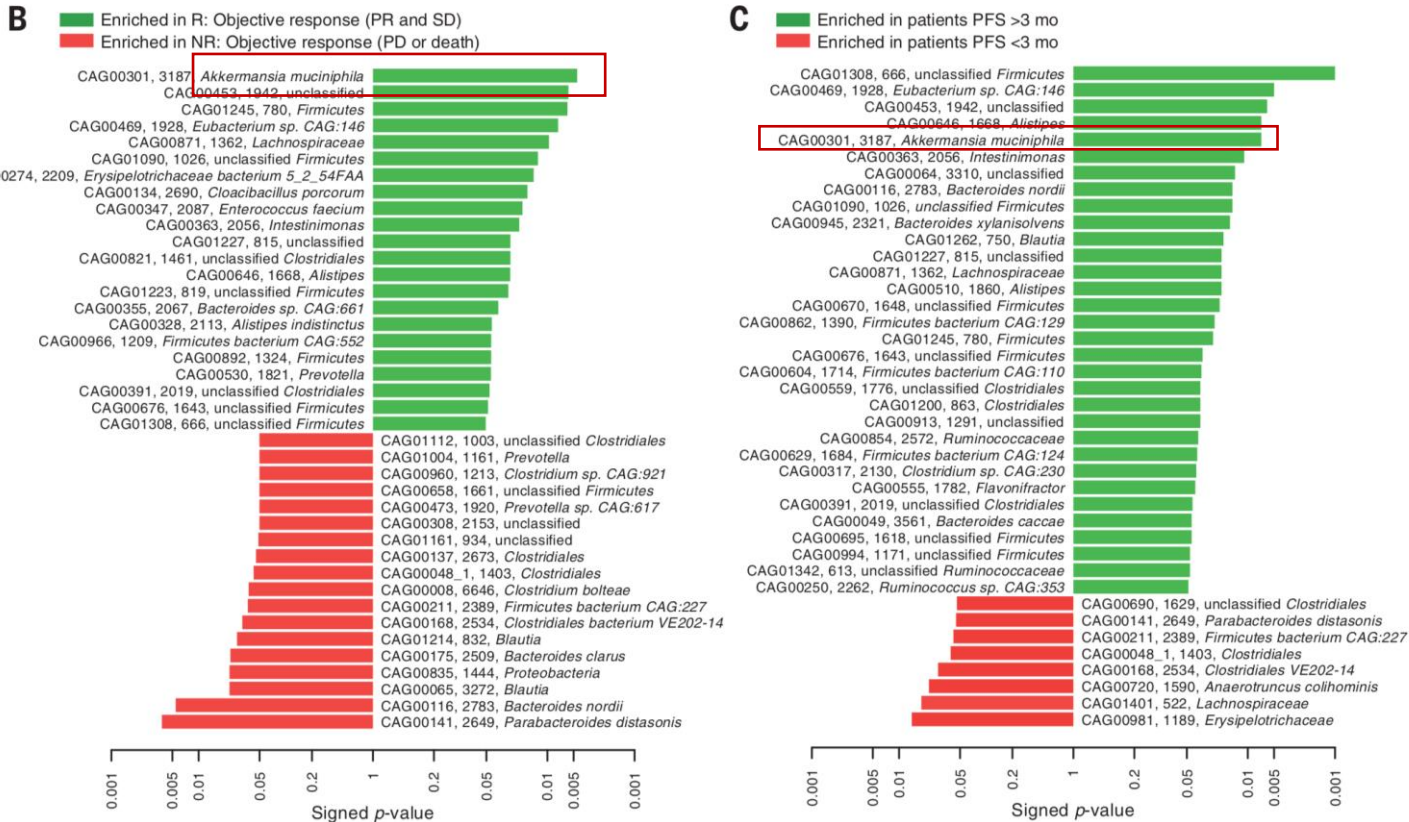 B
Enriched in R: Objective response (PR and SD)
Enriched in NR: Objective response (PD or death)
CAG00301, 3187, Akkermansia muciniphila
CAG00453, 1942, unclassified
CAG01245, 780, Firmicutes
CAG00469, 1928, Eubacterium sp. CAG:146
CAG00871, 1362, Lachnospiraceae
CAG01090, 1026, unclassified Firmicutes
00274, 2209, Erysipelotrichaceae bacterium 5_2_54FAA
CAG00134, 2690, Cloacibacillus porcorum
CAG00347, 2087, Enterococcus faecium
CAG00363, 2056, Intestinimonas
CAG01227, 815, unclassified
CAG00821, 1461, unclassified Clostridiales
CAG00646, 1668, Alistipes
CAG01223, 819, unclassified Firmicutes
CAG00355, 2067, Bacteroides sp. CAG:661
CAG00328, 2113, Alistipes indistinctus
CAG00966, 1209, Firmicutes bacterium CAG:552
CAG00892, 1324, Firmicutes
CAG00530, 1821, Prevotella
CAG00391, 2019, unclassified Clostridiales
CAG00676, 1643, unclassified Firmicutes
CAG01308, 666, unclassified Firmicutes
CAG01112, 1003, unclassified Clostridiales
CAG01004, 1161, Prevotella
CAG00960, 1213, Clostridium sp. CAG:921
CAG00658, 1661, unclassified Firmicutes
CAG00473, 1920, Prevotella sp. CAG:617
CAG00308, 2153, unclassified
CAG01161, 934, unclassified
CAG00137, 2673, Clostridiales
CAG00048_1, 1403, Clostridiales
CAG00008, 6646, Clostridium bolteae
CAG00211, 2389, Firmicutes bacterium CAG:227
CAG00168, 2534, Clostridiales bacterium VE202-14
CAG01214, 832, Blautia
CAG00175, 2509, Bacteroides clarus
CAG00835, 1444, Proteobacteria
CAG00065, 3272, Blautia
CAG00116, 2783, Bacteroides nordii
CAG00141, 2649, Parabacteroides distasonis
0.001 0.005 0.01 0.05 0.2 1 0.2 0.05 0.01 0.005 0.001
Signed p-value
C
Enriched in patients PFS >3 mo
Enriched in patients PFS <3 mo
CAG01308, 666, unclassified Firmicutes
CAG00469, 1928, Eubacterium sp. CAG:146
CAG00453, 1942, unclassified
CAG00646, 1668, Alistipes
CAG00301, 3187, Akkermansia muciniphila
CAG00363, 2056, Intestinimonas
CAG00064, 3310, unclassified
CAG00116, 2783, Bacteroides nordii
CAG01090, 1026, unclassified Firmicutes
CAG00945, 2321, Bacteroides xylanisolvens
CAG01262, 750, Blautia
CAG01227, 815, unclassified
CAG00871, 1362, Lachnospiraceae
CAG00510, 1860, Alistipes
CAG00670, 1648, unclassified Firmicutes
CAG00862, 1390, Firmicutes bacterium CAG:129
CAG01245, 780, Firmicutes
CAG00676, 1643, unclassified Firmicutes
CAG00604, 1714, Firmicutes bacterium CAG:110
CAG00559, 1776, unclassified Clostridiales
CAG01200, 863, Clostridiales
CAG00913, 1291, unclassified
CAG00854, 2572, Ruminococcaceae
CAG00629, 1684, Firmicutes bacterium CAG:124
CAG00317, 2130, Clostridium sp. CAG:230
CAG00555, 1782, Flavonifractor
CAG00391, 2019, unclassified Clostridiales
CAG00049, 3561, Bacteroides caccae
CAG00695, 1618, unclassified Firmicutes
CAG00994, 1171, unclassified Firmicutes
CAG01342, 613, unclassified Ruminococcaceae
CAG00250, 2262, Ruminococcus sp. CAG:353
CAG00690, 1629, unclassified Clostridiales
CAG00141, 2649, Parabacteroides distasonis
CAG00211, 2389, Firmicutes bacterium CAG:227
CAG00048_1, 1403, Clostridiales
CAG00168, 2534, Clostridiales VE202-14
CAG00720, 1590, Anaerotruncus colihominis
CAG01401, 522, Lachnospiraceae
CAG00981, 1189, Erysipelotrichaceae
0.001 0.005 0.01 0.05 0.2 1 0.2 0.05 0.01 0.005 0.001
Signed p-value